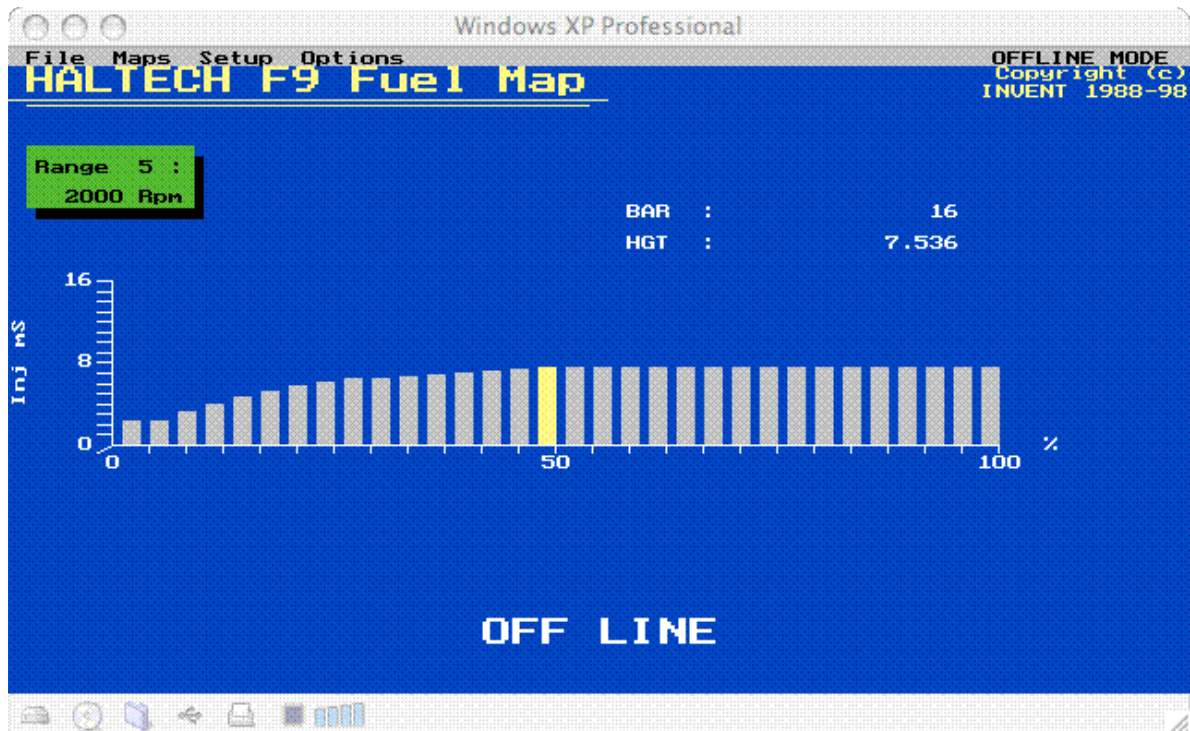 Windows XP Professional
File Maps Setup Options OFFLINE MODE
HALTECH F9 Fuel Map
Copyright (c)
INVENT 1988-98
Range 5 :
2000 Rpm
BAR : 16
HGT : 7.536
16
Inj mS
8
0
0 50 100 %
OFF LINE